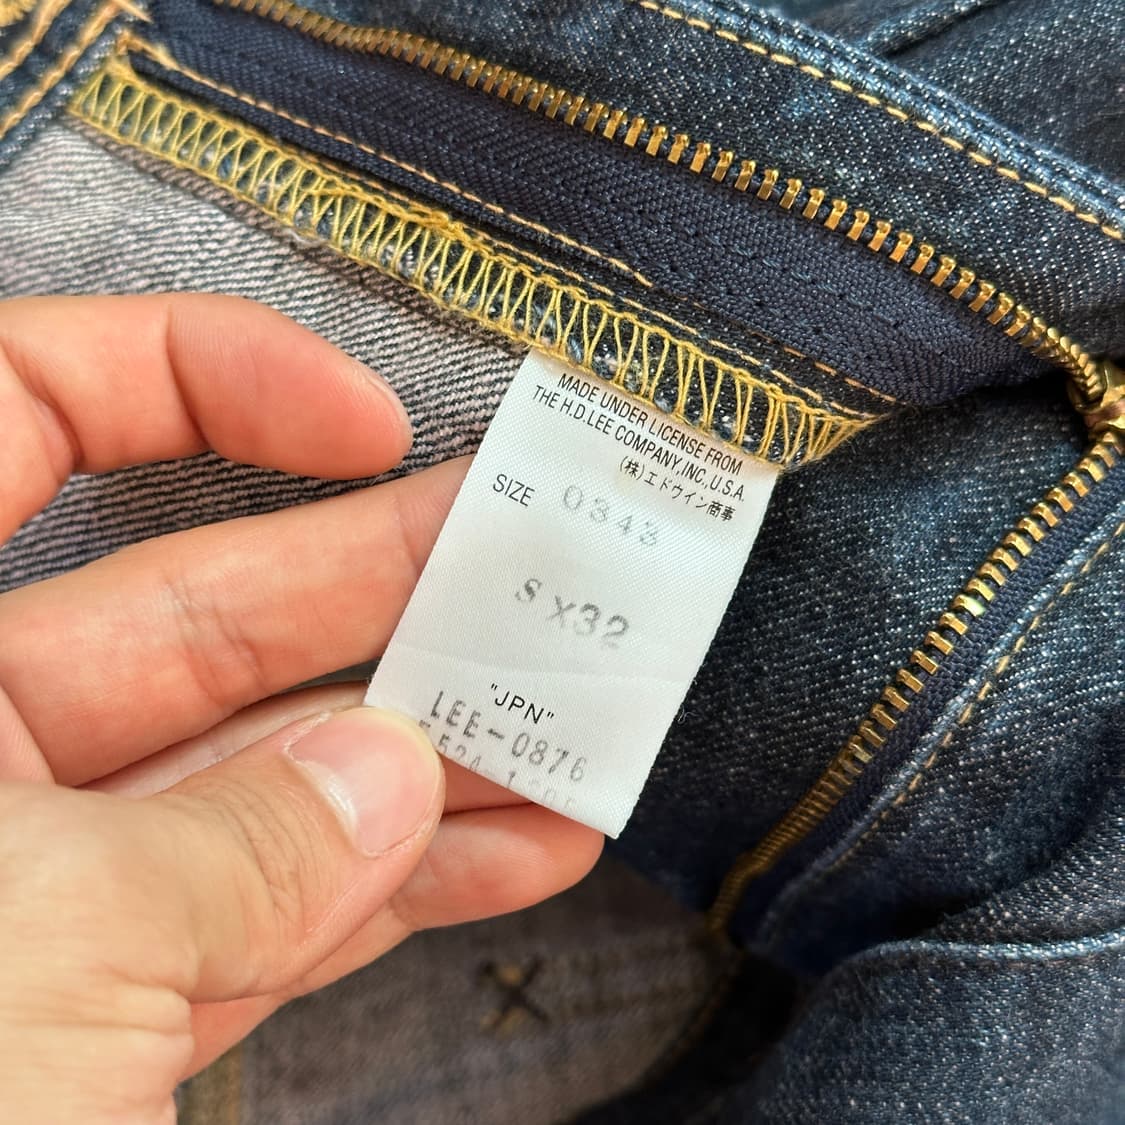 MADE UNDER LICENSE FROM
THE H.D.LEE COMPANY,INC.,U.S.A.
(株)エドウイン商事
SIZE 0343
S X32
"JPN"
LEE-0876